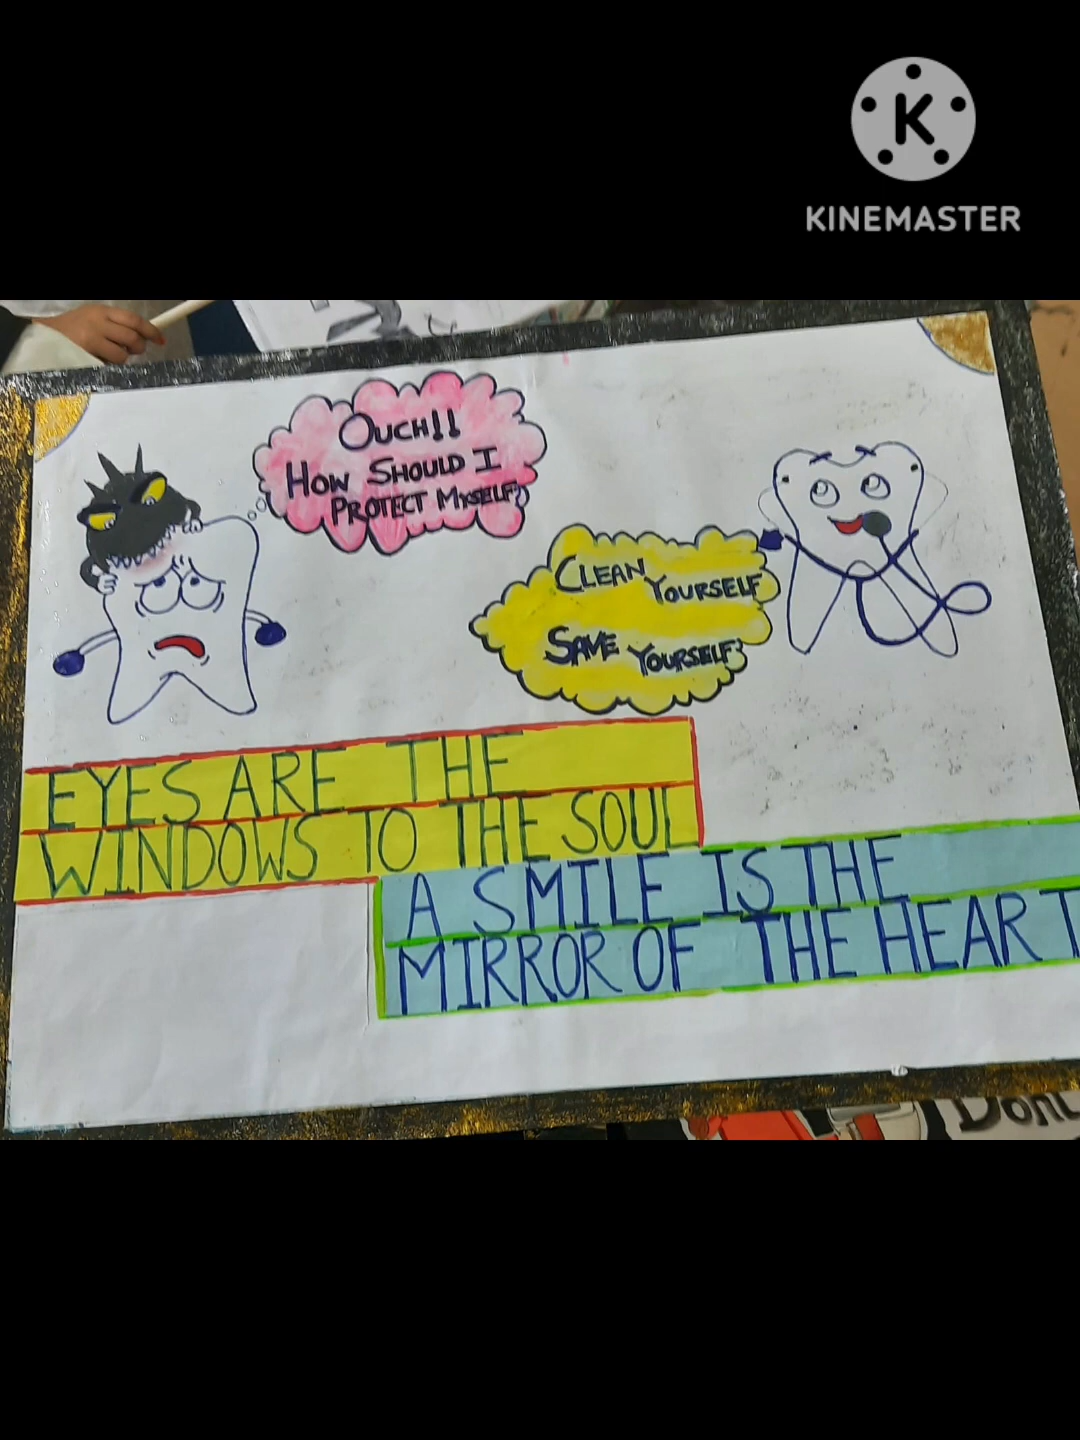 KINEMASTER
OUCH!!
HOW SHOULD I
PROTECT MYSELF?
CLEAN YOURSELF
SAVE YOURSELF?
EYES ARE THE
WINDOWS TO THE SOUL
A SMILE IS THE
MIRROR OF THE HEART